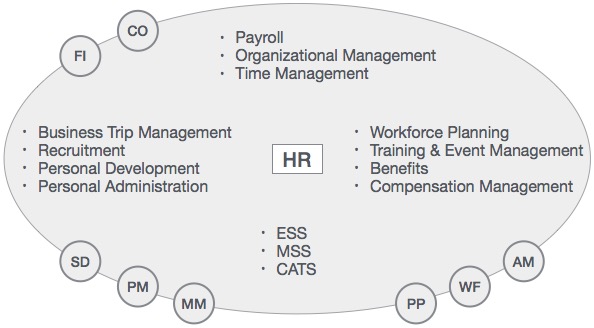 CO
FI
· Payroll
· Organizational Management
· Time Management
· Business Trip Management
· Recruitment
· Personal Development
· Personal Administration
HR
· Workforce Planning
· Training & Event Management
· Benefits
· Compensation Management
· ESS
· MSS
· CATS
SD
PM
MM
PP
WF
AM